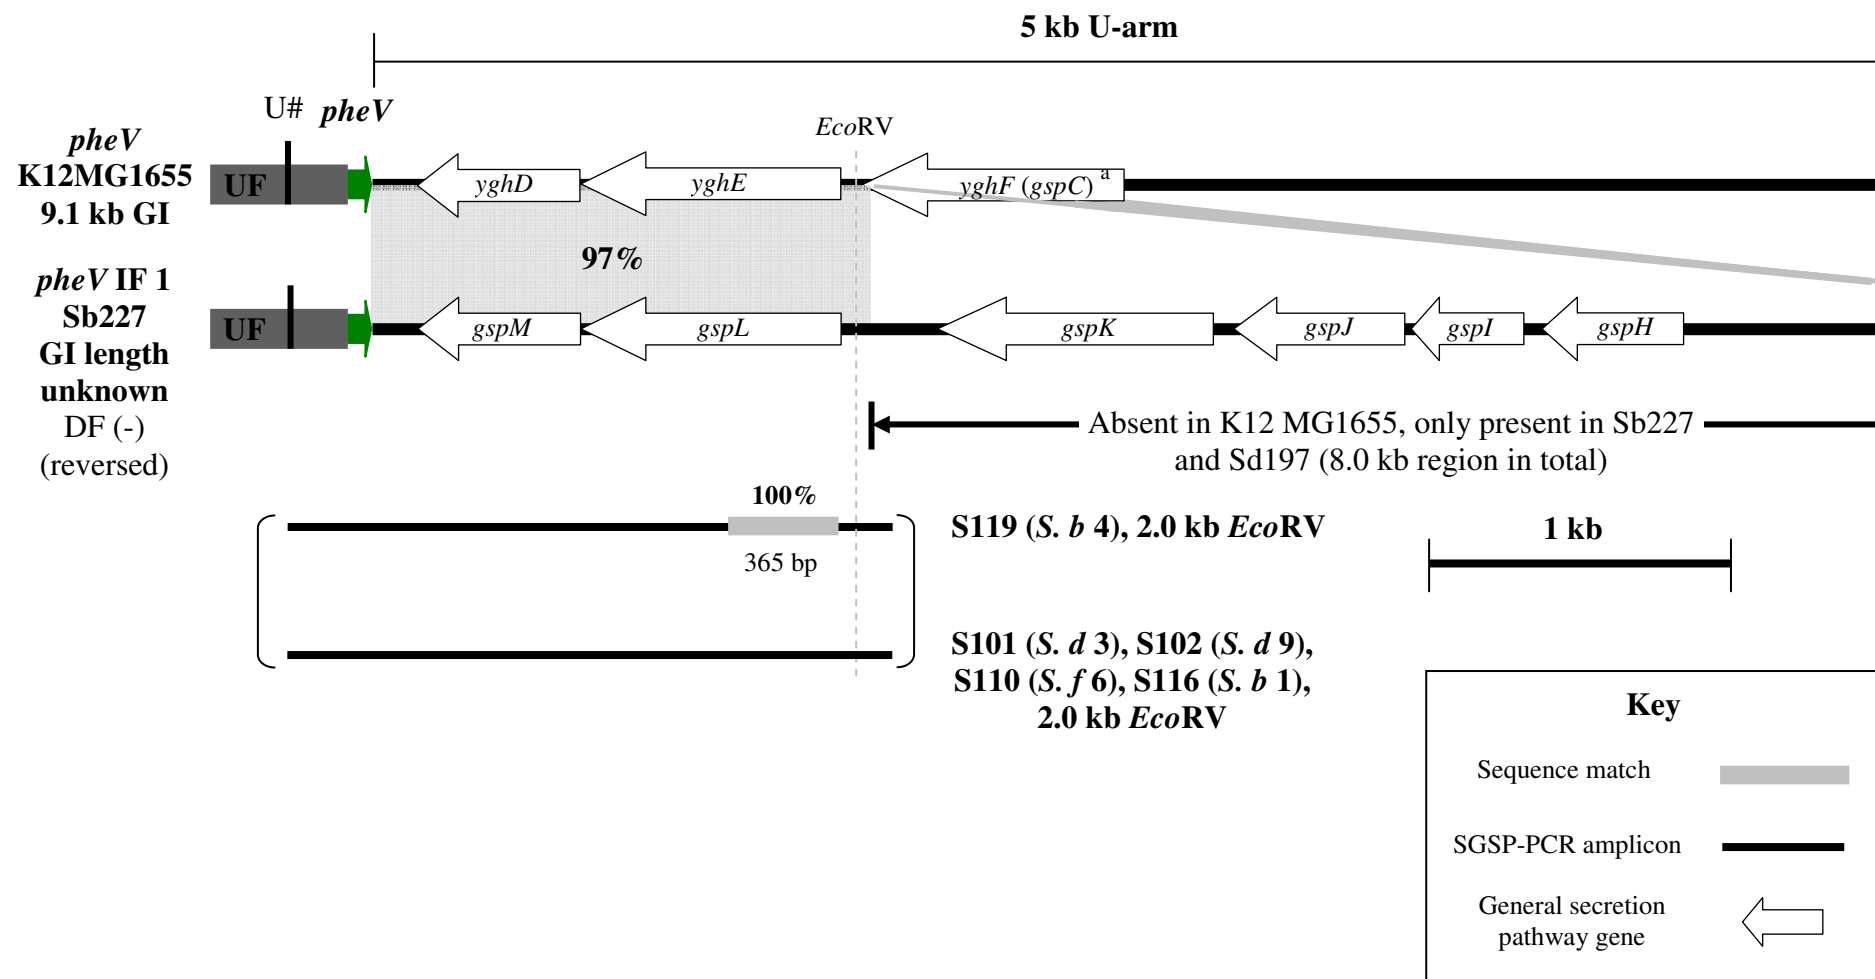 5 kb U-arm
U# pheV
EcoRV
pheV
K12MG1655
9.1 kb GI
UF
yghD
yghE
yghF (gspC) a
97%
pheV IF 1
Sb227
GI length
unknown
DF (-)
(reversed)
UF
gspM
gspL
gspK
gspJ
gspI
gspH
Absent in K12 MG1655, only present in Sb227
and Sd197 (8.0 kb region in total)
100%
365 bp
S119 (S. b 4), 2.0 kb EcoRV
1 kb
S101 (S. d 3), S102 (S. d 9),
S110 (S. f 6), S116 (S. b 1),
2.0 kb EcoRV
Key
Sequence match
SGSP-PCR amplicon
General secretion
pathway gene